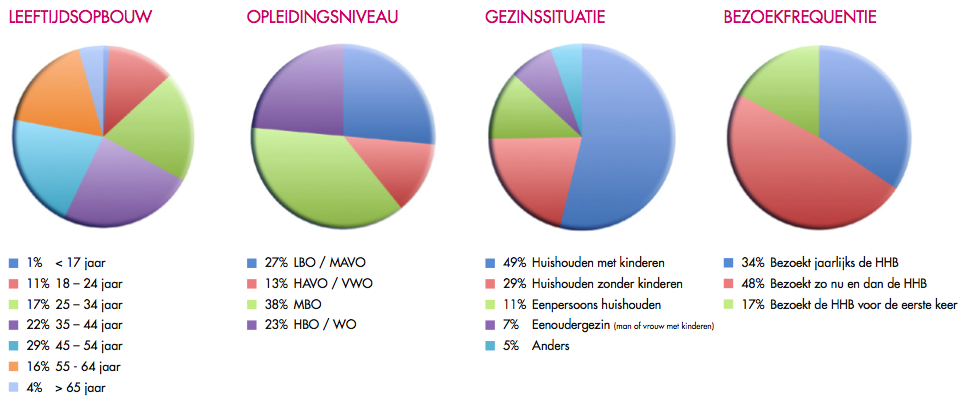 LEEFTIJDSOPBOUW
1% < 17 jaar
11% 18 – 24 jaar
17% 25 – 34 jaar
22% 35 – 44 jaar
29% 45 – 54 jaar
16% 55 - 64 jaar
4% > 65 jaar
OPLEIDINGSNIVEAU
27% LBO / MAVO
13% HAVO / VWO
38% MBO
23% HBO / WO
GEZINSSITUATIE
49% Huishouden met kinderen
29% Huishouden zonder kinderen
11% Eenpersoons huishouden
7% Eenoudergezin (man of vrouw met kinderen)
5% Anders
BEZOEKFREQUENTIE
34% Bezoekt jaarlijks de HHB
48% Bezoekt zo nu en dan de HHB
17% Bezoekt de HHB voor de eerste keer